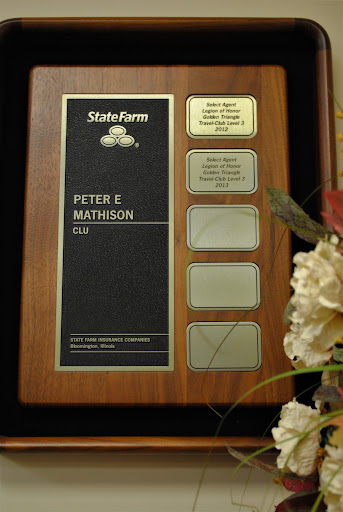 StateFarm
®
PETER E
MATHISON
CLU
STATE FARM INSURANCE COMPANIES
Bloomington, Illinois
Select Agent
Legion of Honor
Golden Triangle
Travel-Club Level 3
2012
Select Agent
Legion of Honor
Golden Triangle
Travel-Club Level 3
2013